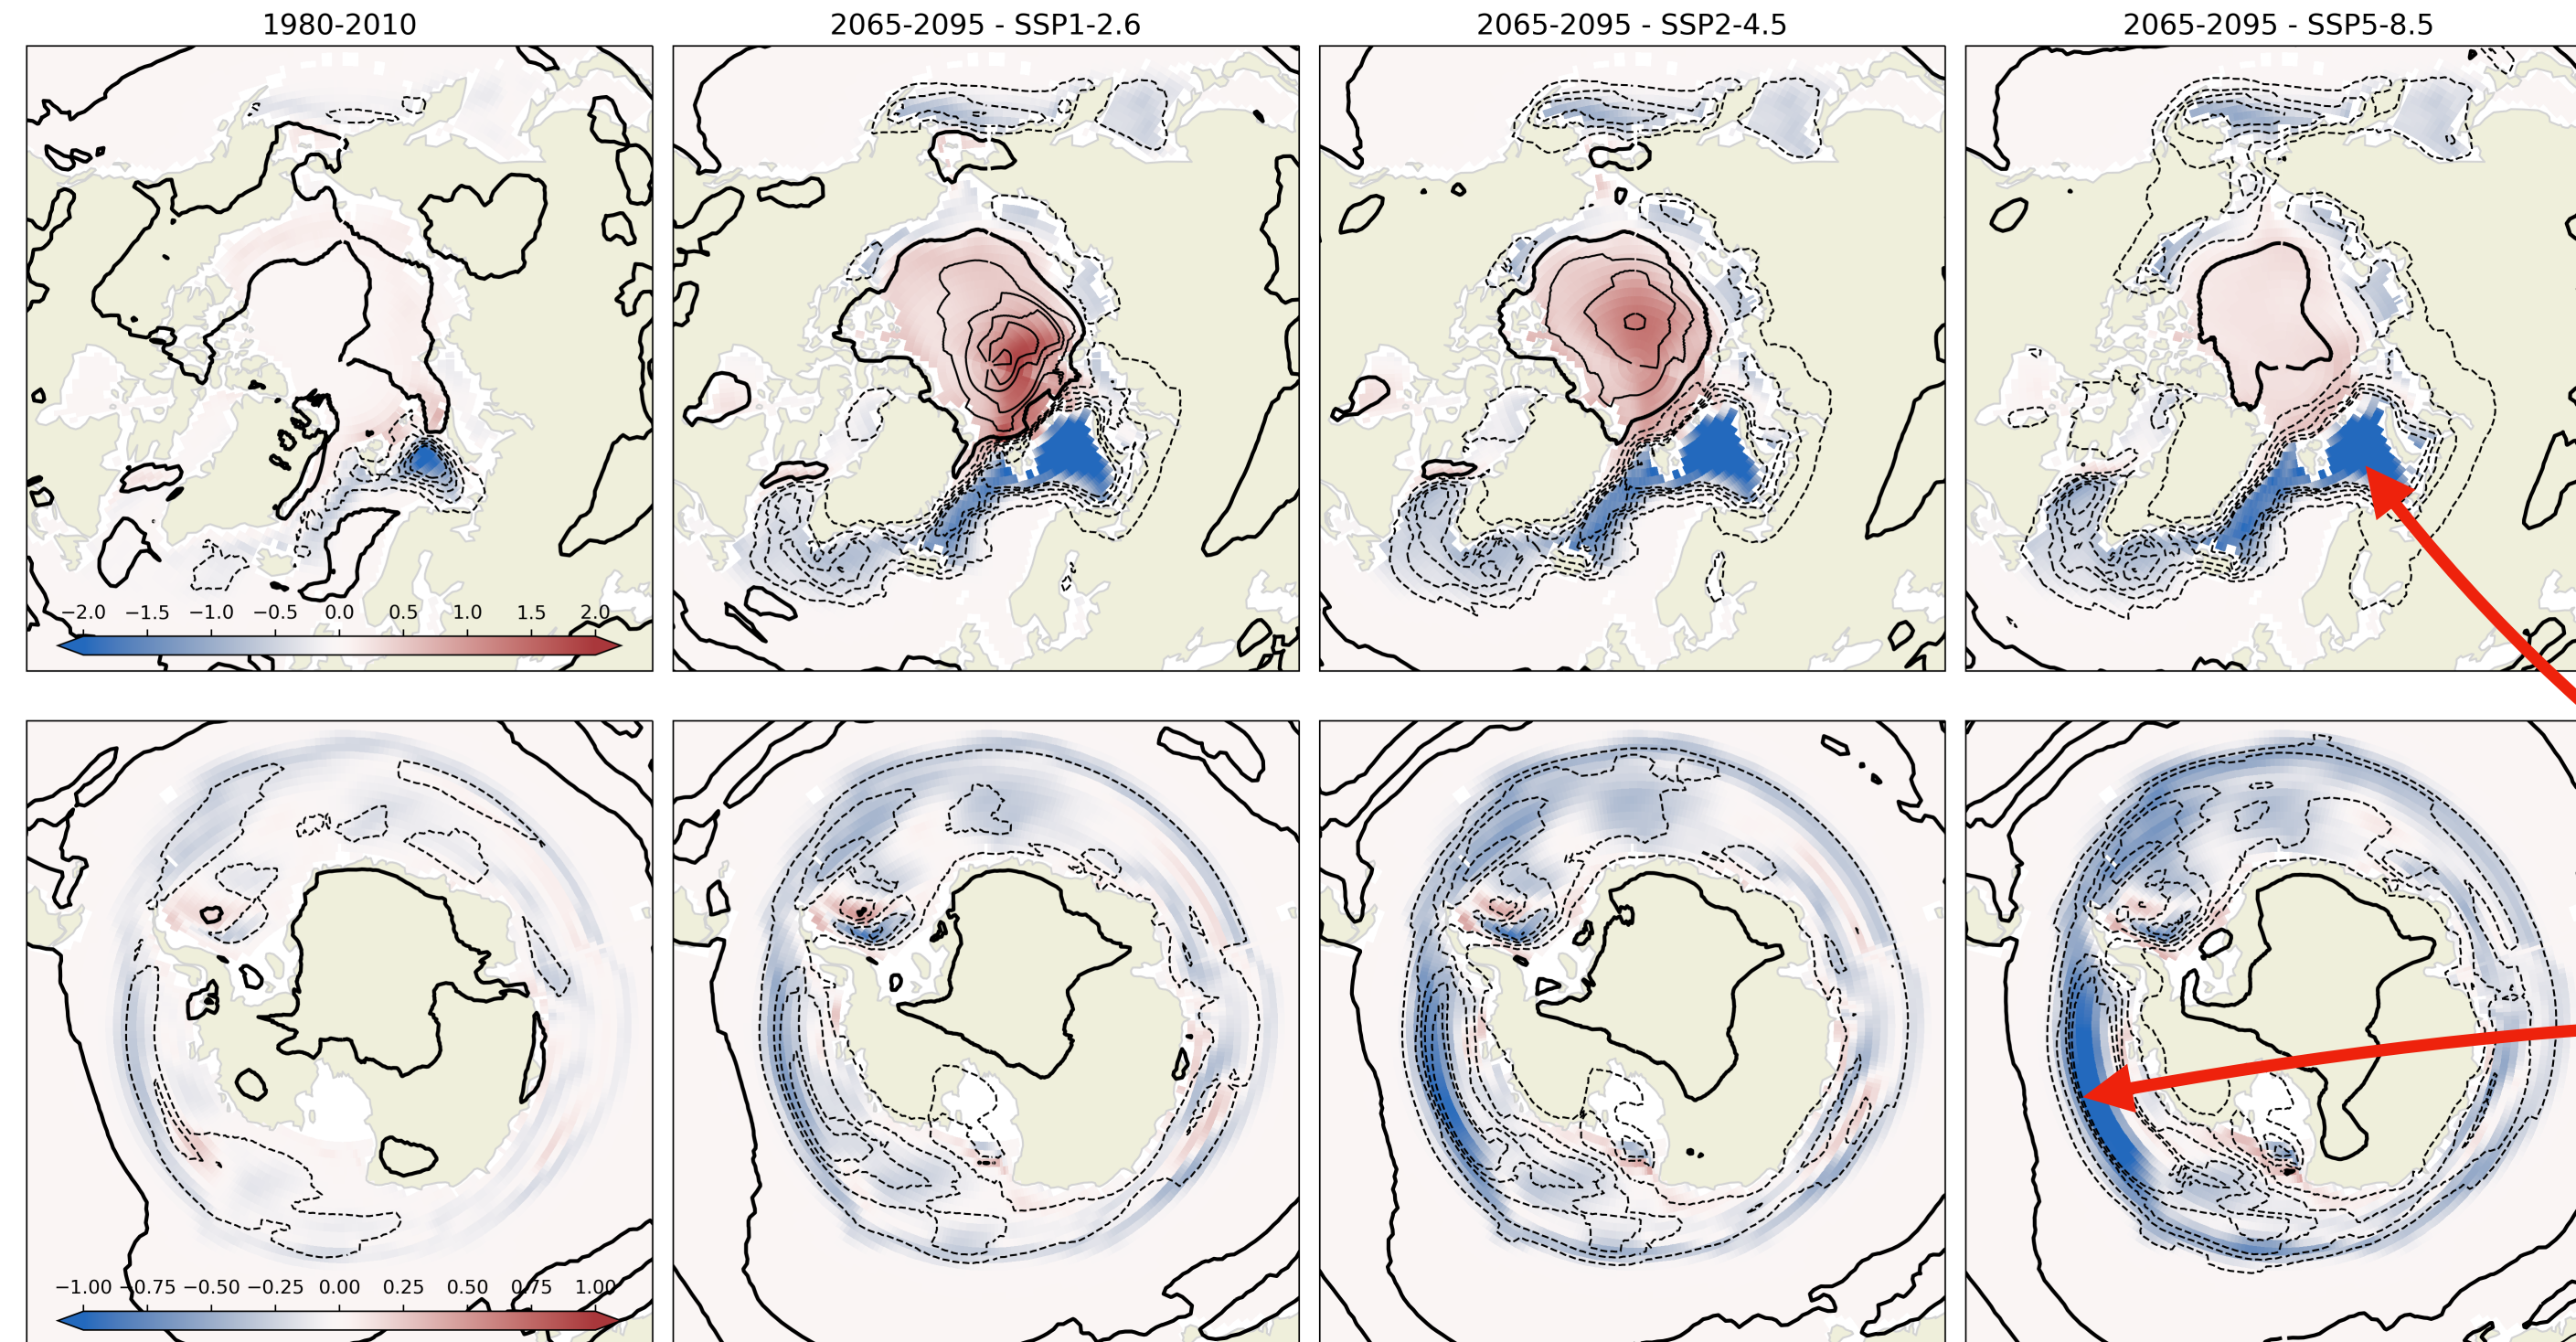 1980-2010
2065-2095 - SSP1-2.6
2065-2095 - SSP2-4.5
2065-2095 - SSP5-8.5
−2.0 −1.5 −1.0 −0.5 0.0 0.5 1.0 1.5 2.0
−1.00 −0.75 −0.50 −0.25 0.00 0.25 0.50 0.75 1.00